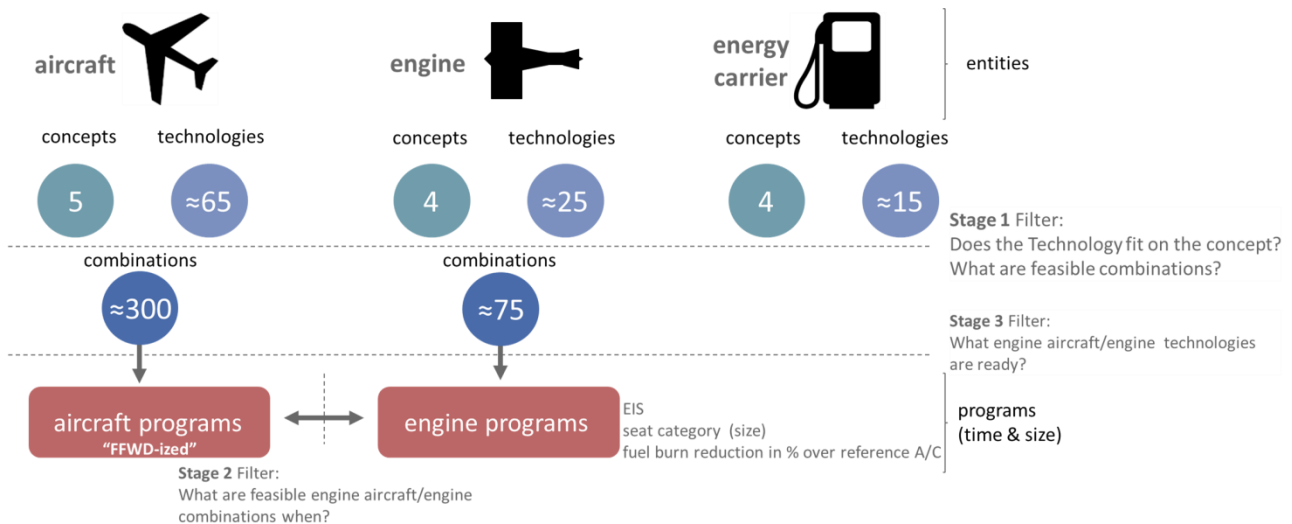 aircraft
engine
energy
carrier
entities
concepts
technologies
concepts
technologies
concepts
technologies
5
≈65
4
≈25
4
≈15
Stage 1 Filter:
Does the Technology fit on the concept?
What are feasible combinations?
combinations
combinations
≈300
≈75
Stage 3 Filter:
What engine aircraft/engine technologies
are ready?
aircraft programs
"FFWD-ized"
engine programs
EIS
seat category (size)
fuel burn reduction in % over reference A/C
programs
(time & size)
Stage 2 Filter:
What are feasible engine aircraft/engine
combinations when?